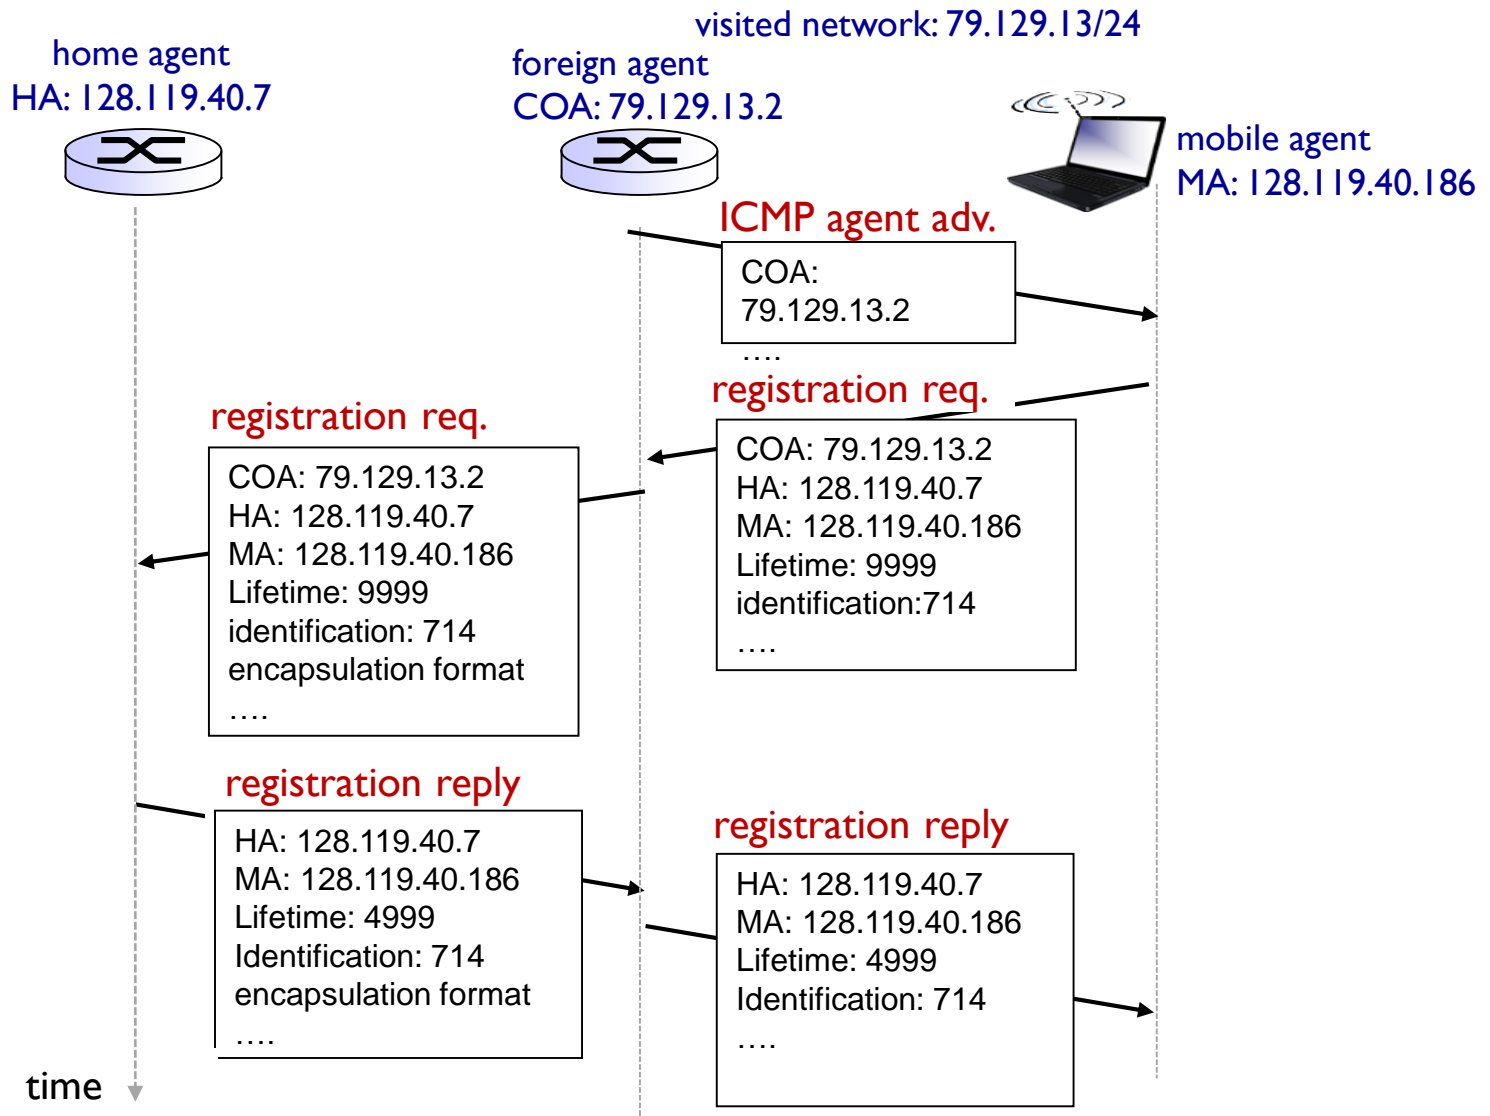 visited network: 79.129.13/24
home agent
HA: 128.119.40.7
foreign agent
COA: 79.129.13.2
mobile agent
MA: 128.119.40.186
ICMP agent adv.
COA:
79.129.13.2
….
registration req.
COA: 79.129.13.2
HA: 128.119.40.7
MA: 128.119.40.186
Lifetime: 9999
identification:714
….
registration req.
COA: 79.129.13.2
HA: 128.119.40.7
MA: 128.119.40.186
Lifetime: 9999
identification: 714
encapsulation format
….
registration reply
HA: 128.119.40.7
MA: 128.119.40.186
Lifetime: 4999
Identification: 714
encapsulation format
….
registration reply
HA: 128.119.40.7
MA: 128.119.40.186
Lifetime: 4999
Identification: 714
….
time